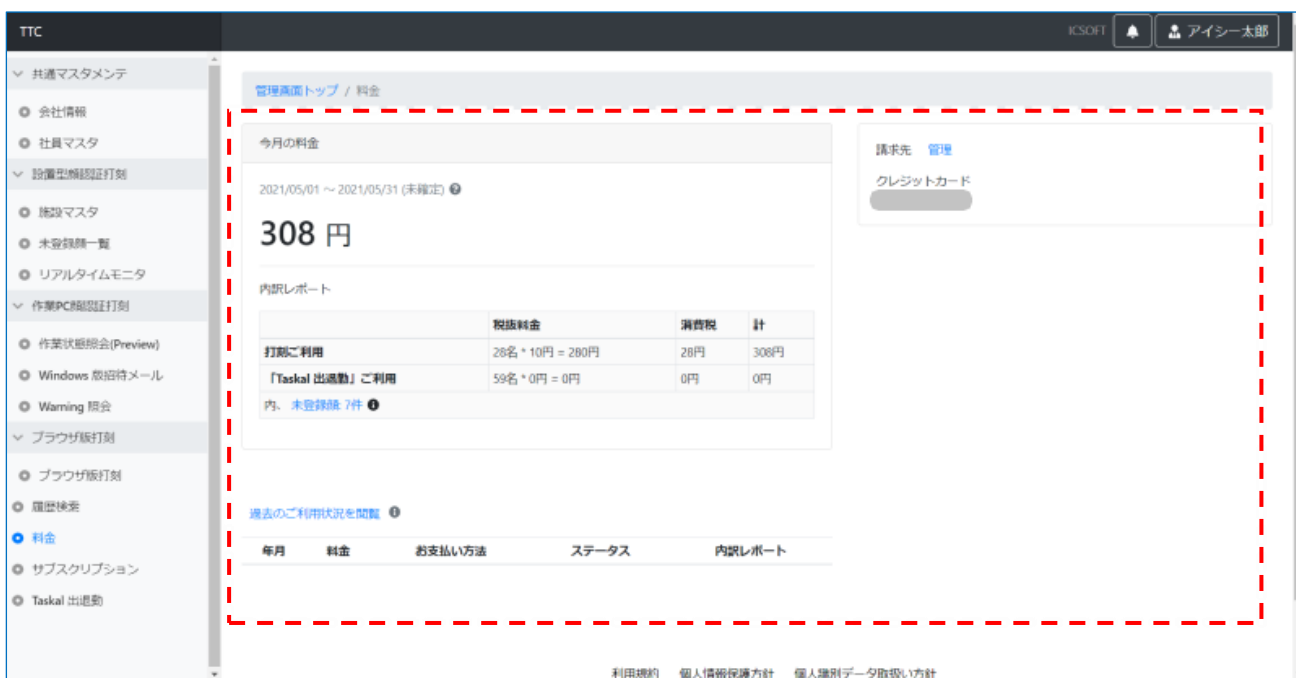 TTC
ICSOFT
アイシー太郎
共通マスタメンテ
会社情報
社員マスタ
設置型顔認証打刻
施設マスタ
未登録顔一覧
リアルタイムモニタ
作業PC顔認証打刻
作業状態照会(Preview)
Windows 版招待メール
Warning 照会
ブラウザ版打刻
ブラウザ版打刻
履歴検索
料金
サブスクリプション
Taskal 出退勤
管理画面トップ / 料金
今月の料金
2021/05/01 ～ 2021/05/31 (未確定)
308 円
内訳レポート
税抜料金 消費税 計
打刻ご利用 28名 * 10円 = 280円 28円 308円
「Taskal 出退勤」ご利用 59名 * 0円 = 0円 0円 0円
内、 未登録顔: 7件
過去のご利用状況を閲覧
年月 料金 お支払い方法 ステータス 内訳レポート
請求先 管理
クレジットカード
利用規約 個人情報保護方針 個人識別データ取扱い方針